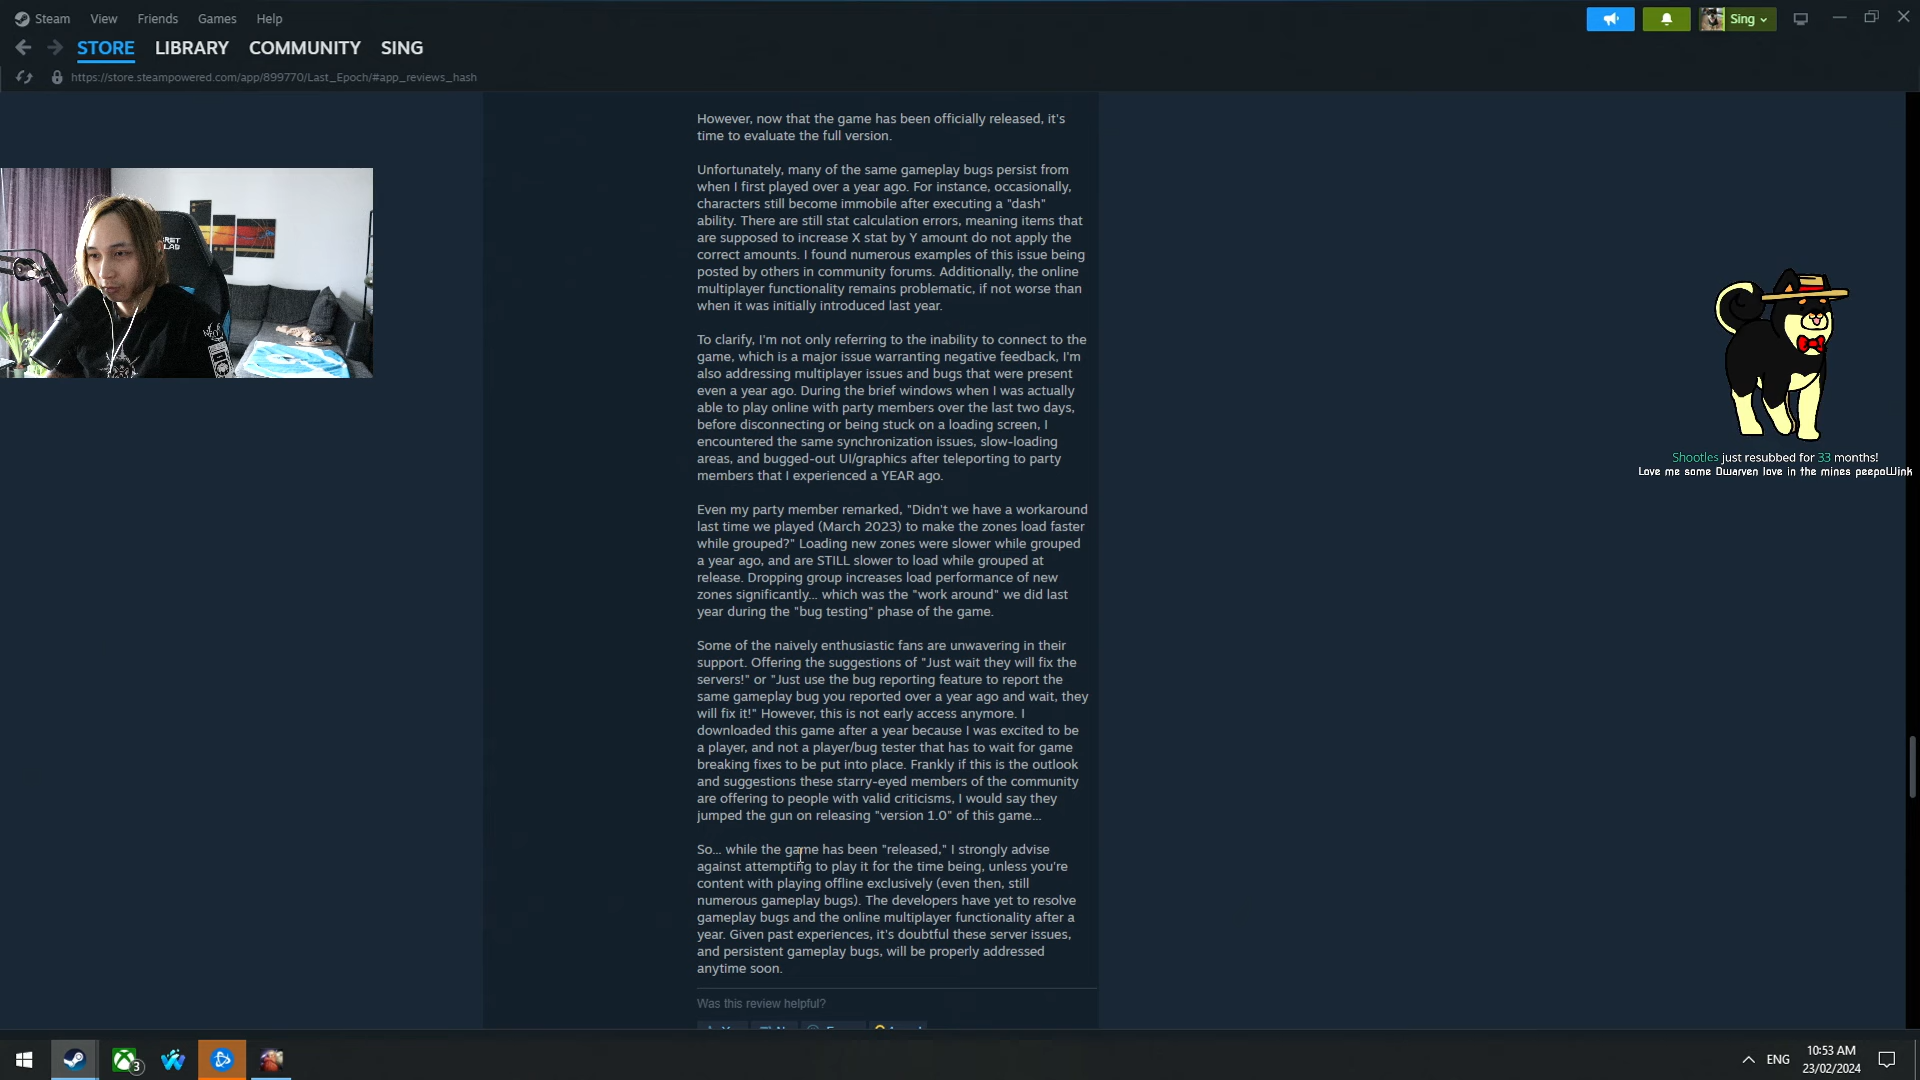 Steam View Friends Games Help
Sing
STORE LIBRARY COMMUNITY SING
https://store.steampowered.com/app/899770/Last_Epoch/#app_reviews_hash
However, now that the game has been officially released, it's
time to evaluate the full version.
Unfortunately, many of the same gameplay bugs persist from
when I first played over a year ago. For instance, occasionally,
characters still become immobile after executing a "dash"
ability. There are still stat calculation errors, meaning items that
are supposed to increase X stat by Y amount do not apply the
correct amounts. I found numerous examples of this issue being
posted by others in community forums. Additionally, the online
multiplayer functionality remains problematic, if not worse than
when it was initially introduced last year.
To clarify, I'm not only referring to the inability to connect to the
game, which is a major issue warranting negative feedback, I'm
also addressing multiplayer issues and bugs that were present
even a year ago. During the brief windows when I was actually
able to play online with party members over the last two days,
before disconnecting or being stuck on a loading screen, I
encountered the same synchronization issues, slow-loading
areas, and bugged-out UI/graphics after teleporting to party
members that I experienced a YEAR ago.
Even my party member remarked, "Didn't we have a workaround
last time we played (March 2023) to make the zones load faster
while grouped?" Loading new zones were slower while grouped
a year ago, and are STILL slower to load while grouped at
release. Dropping group increases load performance of new
zones significantly... which was the "work around" we did last
year during the "bug testing" phase of the game.
Some of the naively enthusiastic fans are unwavering in their
support. Offering the suggestions of "Just wait they will fix the
servers!" or "Just use the bug reporting feature to report the
same gameplay bug you reported over a year ago and wait, they
will fix it!" However, this is not early access anymore. I
downloaded this game after a year because I was excited to be
a player, and not a player/bug tester that has to wait for game
breaking fixes to be put into place. Frankly if this is the outlook
and suggestions these starry-eyed members of the community
are offering to people with valid criticisms, I would say they
jumped the gun on releasing "version 1.0" of this game...
So... while the game has been "released," I strongly advise
against attempting to play it for the time being, unless you're
content with playing offline exclusively (even then, still
numerous gameplay bugs). The developers have yet to resolve
gameplay bugs and the online multiplayer functionality after a
year. Given past experiences, it's doubtful these server issues,
and persistent gameplay bugs, will be properly addressed
anytime soon.
Was this review helpful?
Shootles just resubbed for 33 months!
Love me some Dwarven love in the mines peepoWink
3
ENG
10:53 AM
23/02/2024